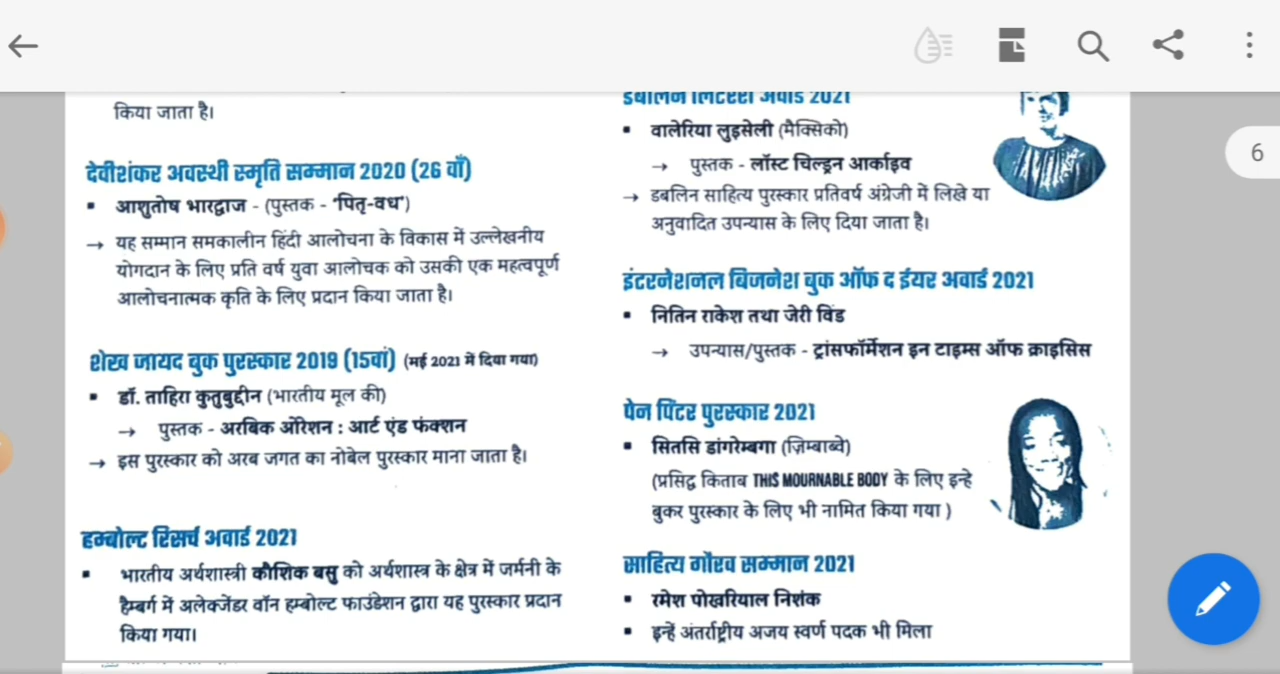 किया जाता है।
देवीशंकर अवस्थी स्मृति सम्मान 2020 (26 वाँ)
▪ आशुतोष भारद्वाज - (पुस्तक - 'पितृ-वध')
→ यह सम्मान समकालीन हिंदी आलोचना के विकास में उल्लेखनीय
योगदान के लिए प्रति वर्ष युवा आलोचक को उसकी एक महत्वपूर्ण
आलोचनात्मक कृति के लिए प्रदान किया जाता है।
शेख जायद बुक पुरस्कार 2019 (15वां) (मई 2021 में दिया गया)
▪ डॉ. ताहिरा कुतुबुद्दीन (भारतीय मूल की)
→ पुस्तक - अरबिक ओरेशन : आर्ट एंड फंक्शन
→ इस पुरस्कार को अरब जगत का नोबेल पुरस्कार माना जाता है।
हम्बोल्ट रिसर्च अवार्ड 2021
▪ भारतीय अर्थशास्त्री कौशिक बसु को अर्थशास्त्र के क्षेत्र में जर्मनी के
हैम्बर्ग में अलेक्जेंडर वॉन हम्बोल्ट फाउंडेशन द्वारा यह पुरस्कार प्रदान
किया गया।
डबलिन लिटरेरी अवार्ड 2021
▪ वालेरिया लुइसेली (मैक्सिको)
→ पुस्तक - लॉस्ट चिल्ड्रन आर्काइव
→ डबलिन साहित्य पुरस्कार प्रतिवर्ष अंग्रेजी में लिखे या
अनुवादित उपन्यास के लिए दिया जाता है।
इंटरनेशनल बिजनेश बुक ऑफ द ईयर अवार्ड 2021
▪ नितिन राकेश तथा जेरी विंड
→ उपन्यास/पुस्तक - ट्रांसफॉर्मेशन इन टाइम्स ऑफ क्राइसिस
पेन पिंटर पुरस्कार 2021
▪ सितसि डांगरेम्बगा (ज़िम्बाब्वे)
(प्रसिद्ध किताब THIS MOURNABLE BODY के लिए इन्हे
बुकर पुरस्कार के लिए भी नामित किया गया )
साहित्य गौरव सम्मान 2021
▪ रमेश पोखरियाल निशंक
▪ इन्हें अंतर्राष्ट्रीय अजय स्वर्ण पदक भी मिला
6